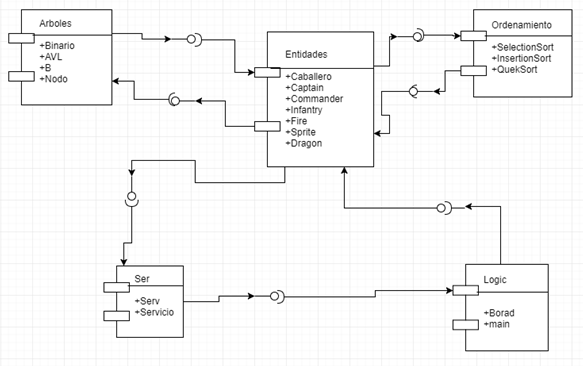 Arboles
+Binario
+AVL
+B
+Nodo
Entidades
+Caballero
+Captain
+Commander
+Infantry
+Fire
+Sprite
+Dragon
Ordenamiento
+SelectionSort
+InsertionSort
+QuekSort
Ser
+Serv
+Servicio
Logic
+Borad
+main